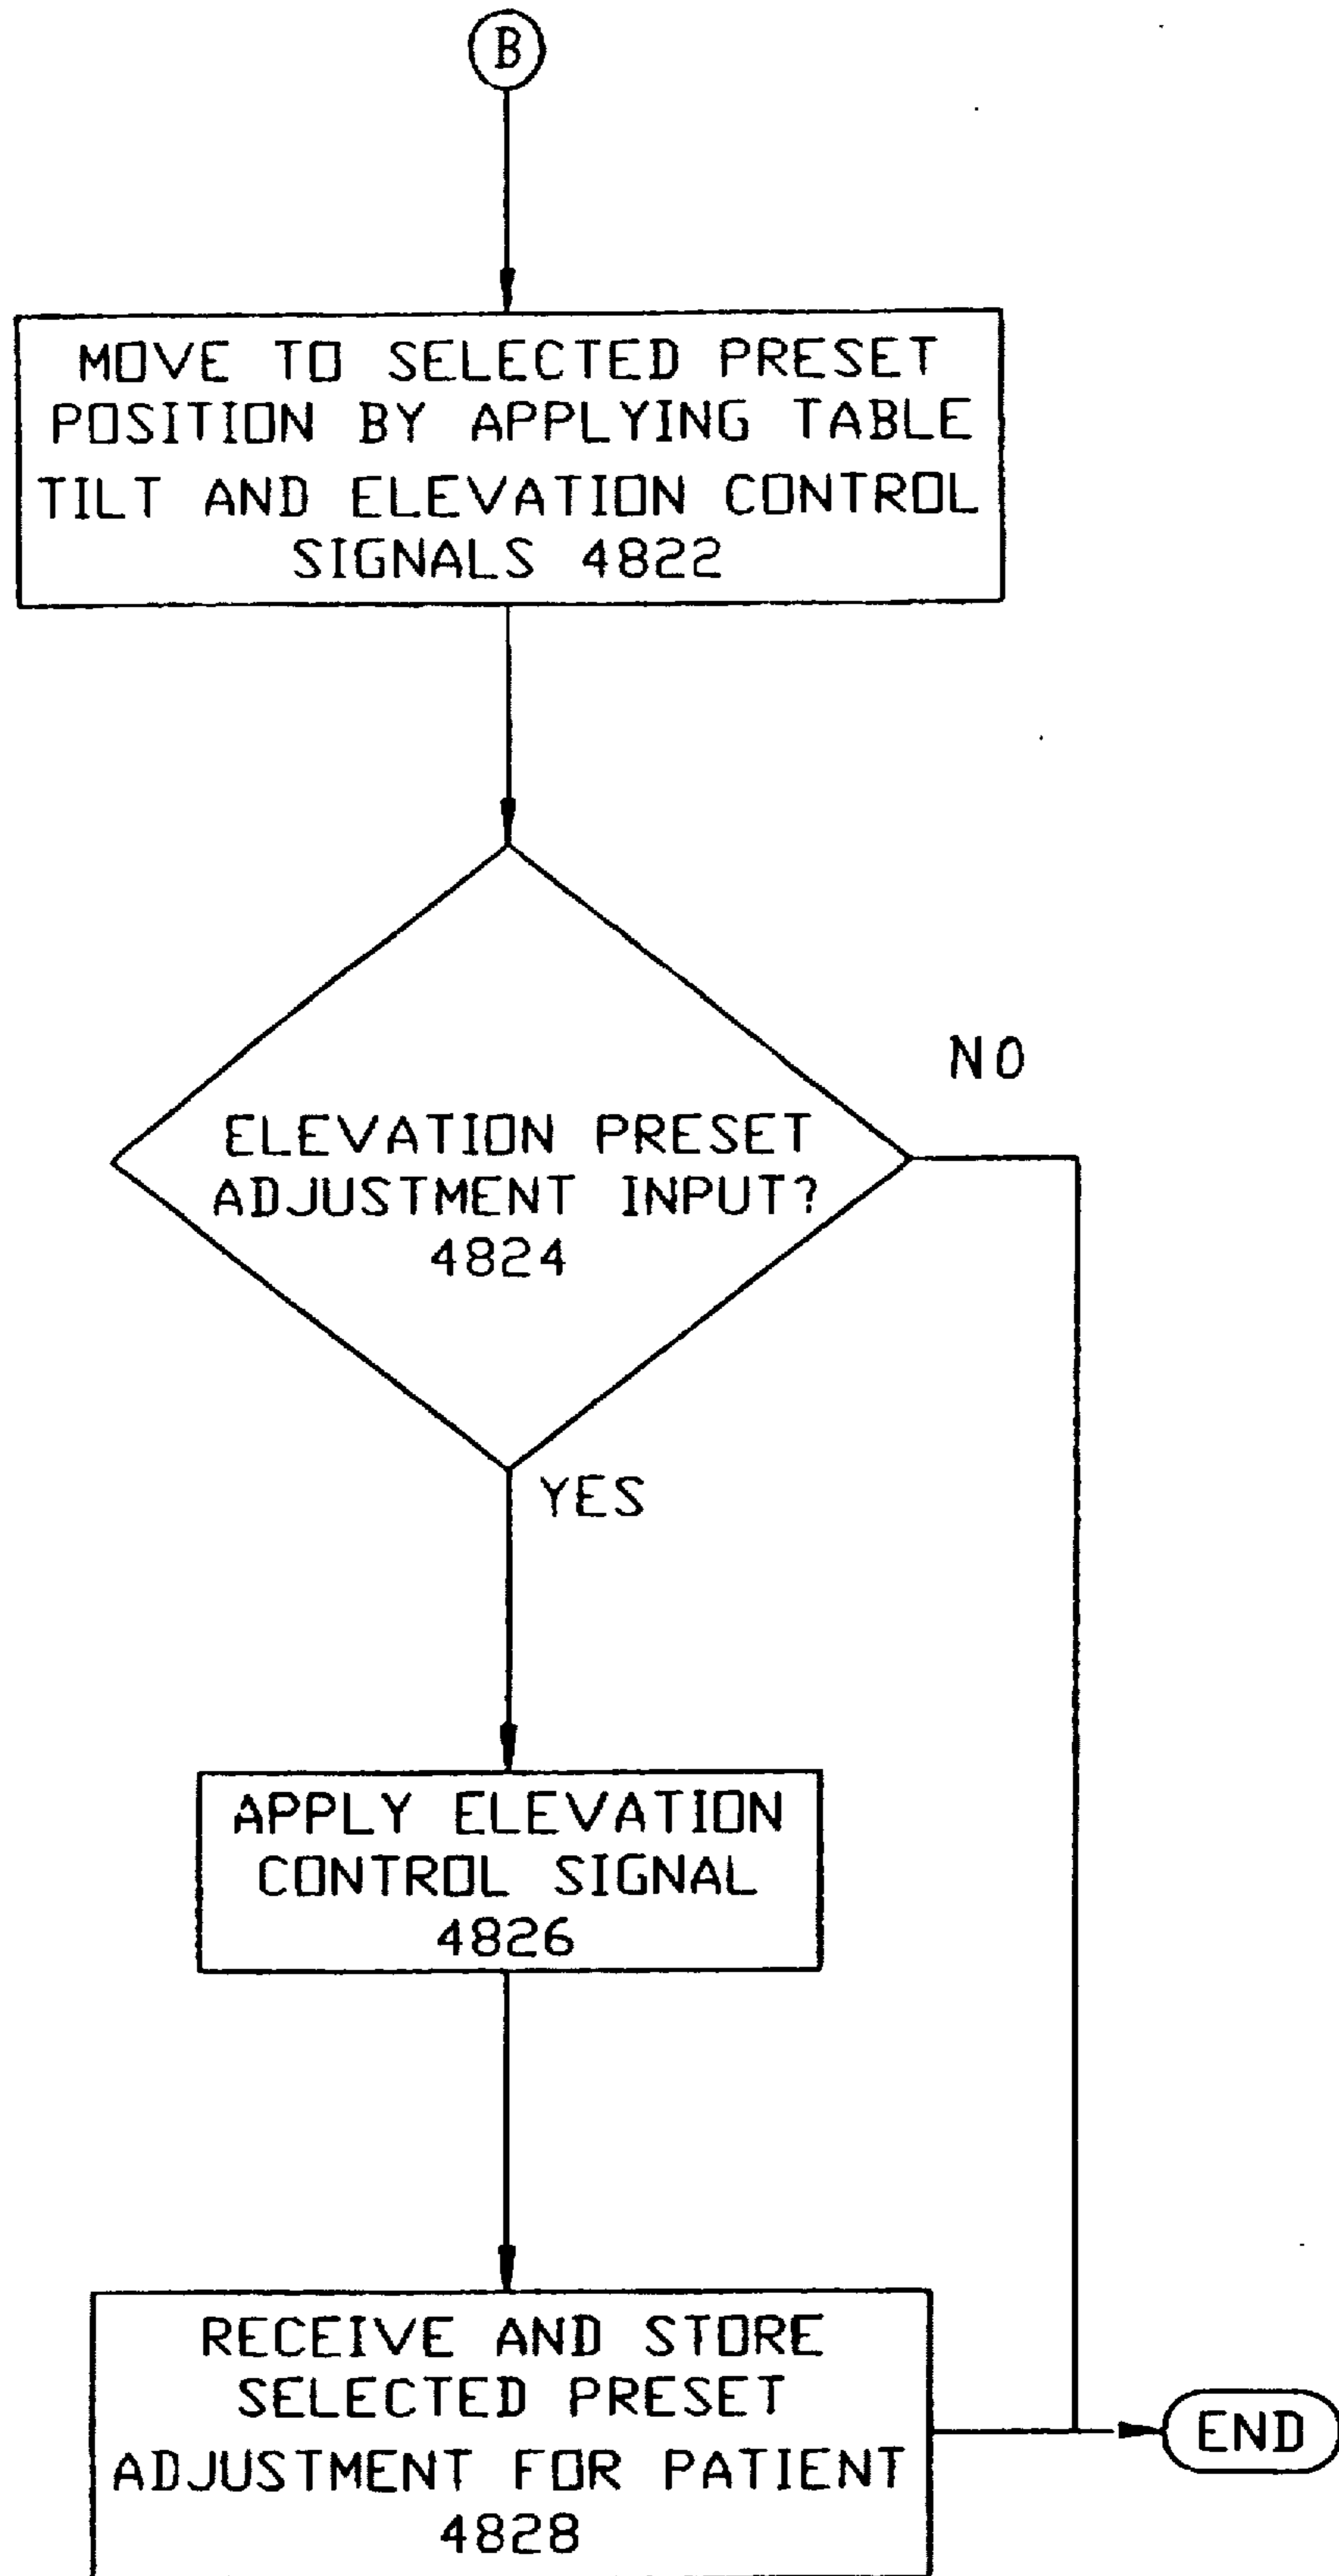 B
MOVE TO SELECTED PRESET
POSITION BY APPLYING TABLE
TILT AND ELEVATION CONTROL
SIGNALS 4822
NO
ELEVATION PRESET
ADJUSTMENT INPUT?
4824
YES
APPLY ELEVATION
CONTROL SIGNAL
4826
RECEIVE AND STORE
SELECTED PRESET
ADJUSTMENT FOR PATIENT
4828
END